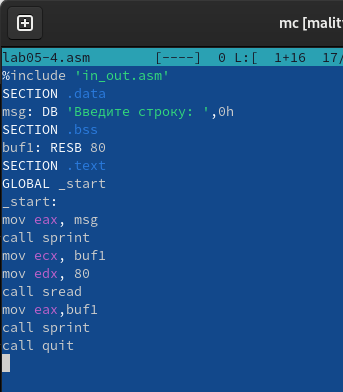 mc [mality
lab05-4.asm [----] 0 L:[ 1+16 17/
%include 'in_out.asm'
SECTION .data
msg: DB 'Введите строку: ',0h
SECTION .bss
buf1: RESB 80
SECTION .text
GLOBAL _start
_start:
mov eax, msg
call sprint
mov ecx, buf1
mov edx, 80
call sread
mov eax,buf1
call sprint
call quit